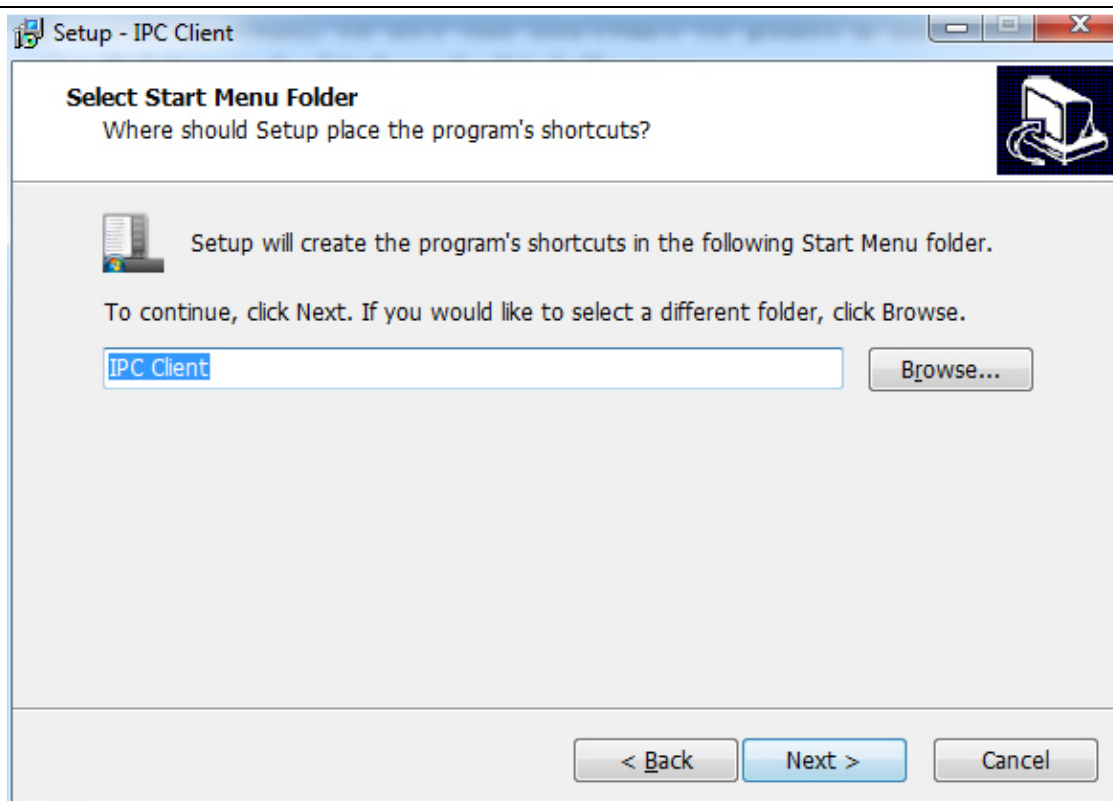 Setup - IPC Client
X
Select Start Menu Folder
Where should Setup place the program's shortcuts?
Setup will create the program's shortcuts in the following Start Menu folder.
To continue, click Next. If you would like to select a different folder, click Browse.
IPC Client
Browse...
< Back
Next >
Cancel